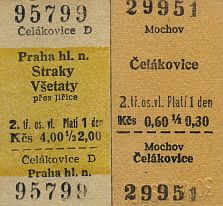 95799
Čelákovice D
Praha hl. n.
Straky
Všetaty
přes Jiřice
2. tř. os. vl. Platí 1 den
Kčs 4,00 ½ 2,00
Čelákovice D
Praha hl. n.
95799
29951
Mochov
Čelákovice
2. tř. os. vl. Platí 1 den
Kčs 0,60 ½ 0,30
Mochov
Čelákovice
29951